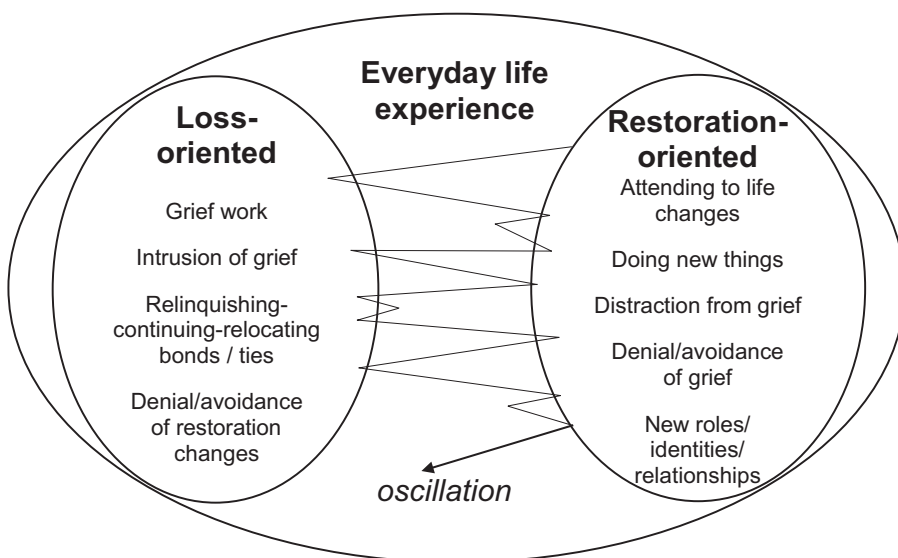 Everyday life
experience
Loss-
oriented
Grief work
Intrusion of grief
Relinquishing-
continuing-relocating
bonds / ties
Denial/avoidance
of restoration
changes
Restoration-
oriented
Attending to life
changes
Doing new things
Distraction from grief
Denial/avoidance
of grief
New roles/
identities/
relationships
oscillation